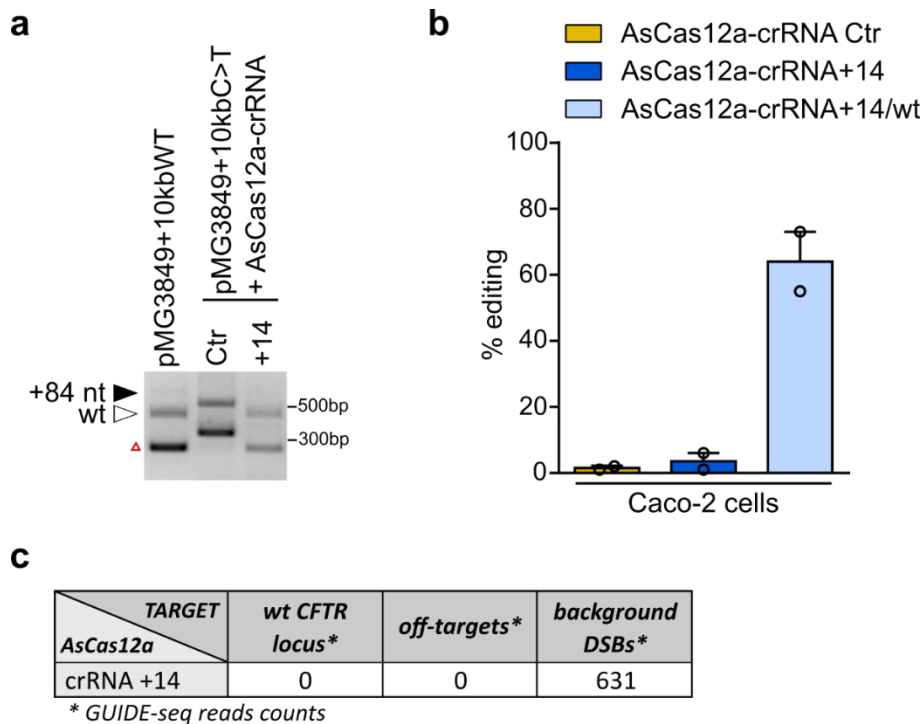 a
pMG3849+10kbWT
pMG3849+10kbC>T
+ AsCas12a-crRNA
Ctr
+14
+84 nt
wt
500bp
300bp
b
AsCas12a-crRNA Ctr
AsCas12a-crRNA+14
AsCas12a-crRNA+14/wt
% editing
100
80
60
40
20
0
Caco-2 cells
c
TARGET
AsCas12a
wt CFTR
locus*
off-targets*
background
DSBs*
crRNA +14
0
0
631
* GUIDE-seq reads counts